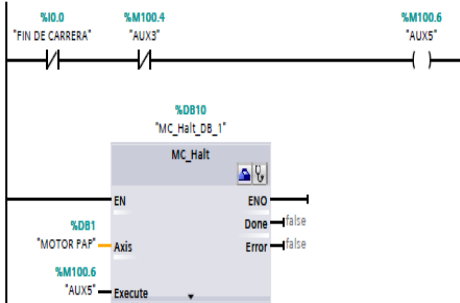 %I0.0 %M100.4 %M100.6
"FIN DE CARRERA" "AUX3" "AUX5"
%DB10
"MC_Halt_DB_1"
MC_Halt
EN ENO
%DB1 Done false
"MOTOR PAP" Axis Error false
%M100.6
"AUX5" Execute